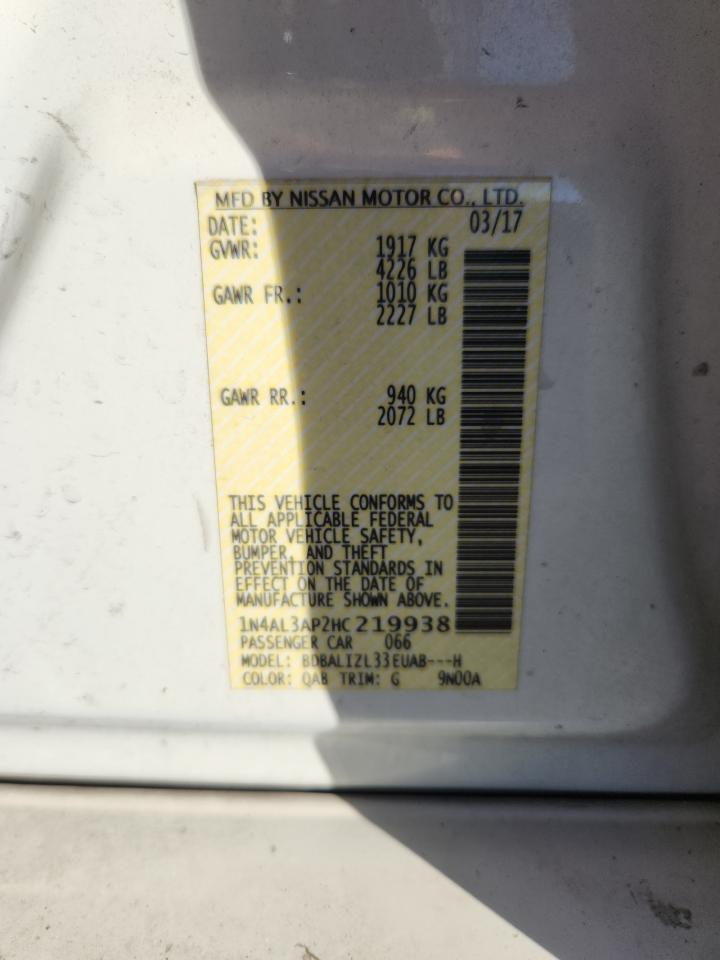 MFD BY NISSAN MOTOR CO., LTD.
DATE: 03/17
GVWR: 1917 KG
4226 LB
GAWR FR.: 1010 KG
2227 LB
GAWR RR.: 940 KG
2072 LB
THIS VEHICLE CONFORMS TO
ALL APPLICABLE FEDERAL
MOTOR VEHICLE SAFETY,
BUMPER, AND THEFT
PREVENTION STANDARDS IN
EFFECT ON THE DATE OF
MANUFACTURE SHOWN ABOVE.
1N4AL3AP2HC219938
PASSENGER CAR 066
MODEL: BDBALIZL33EUAB---H
COLOR: QAB TRIM: G 9N00A